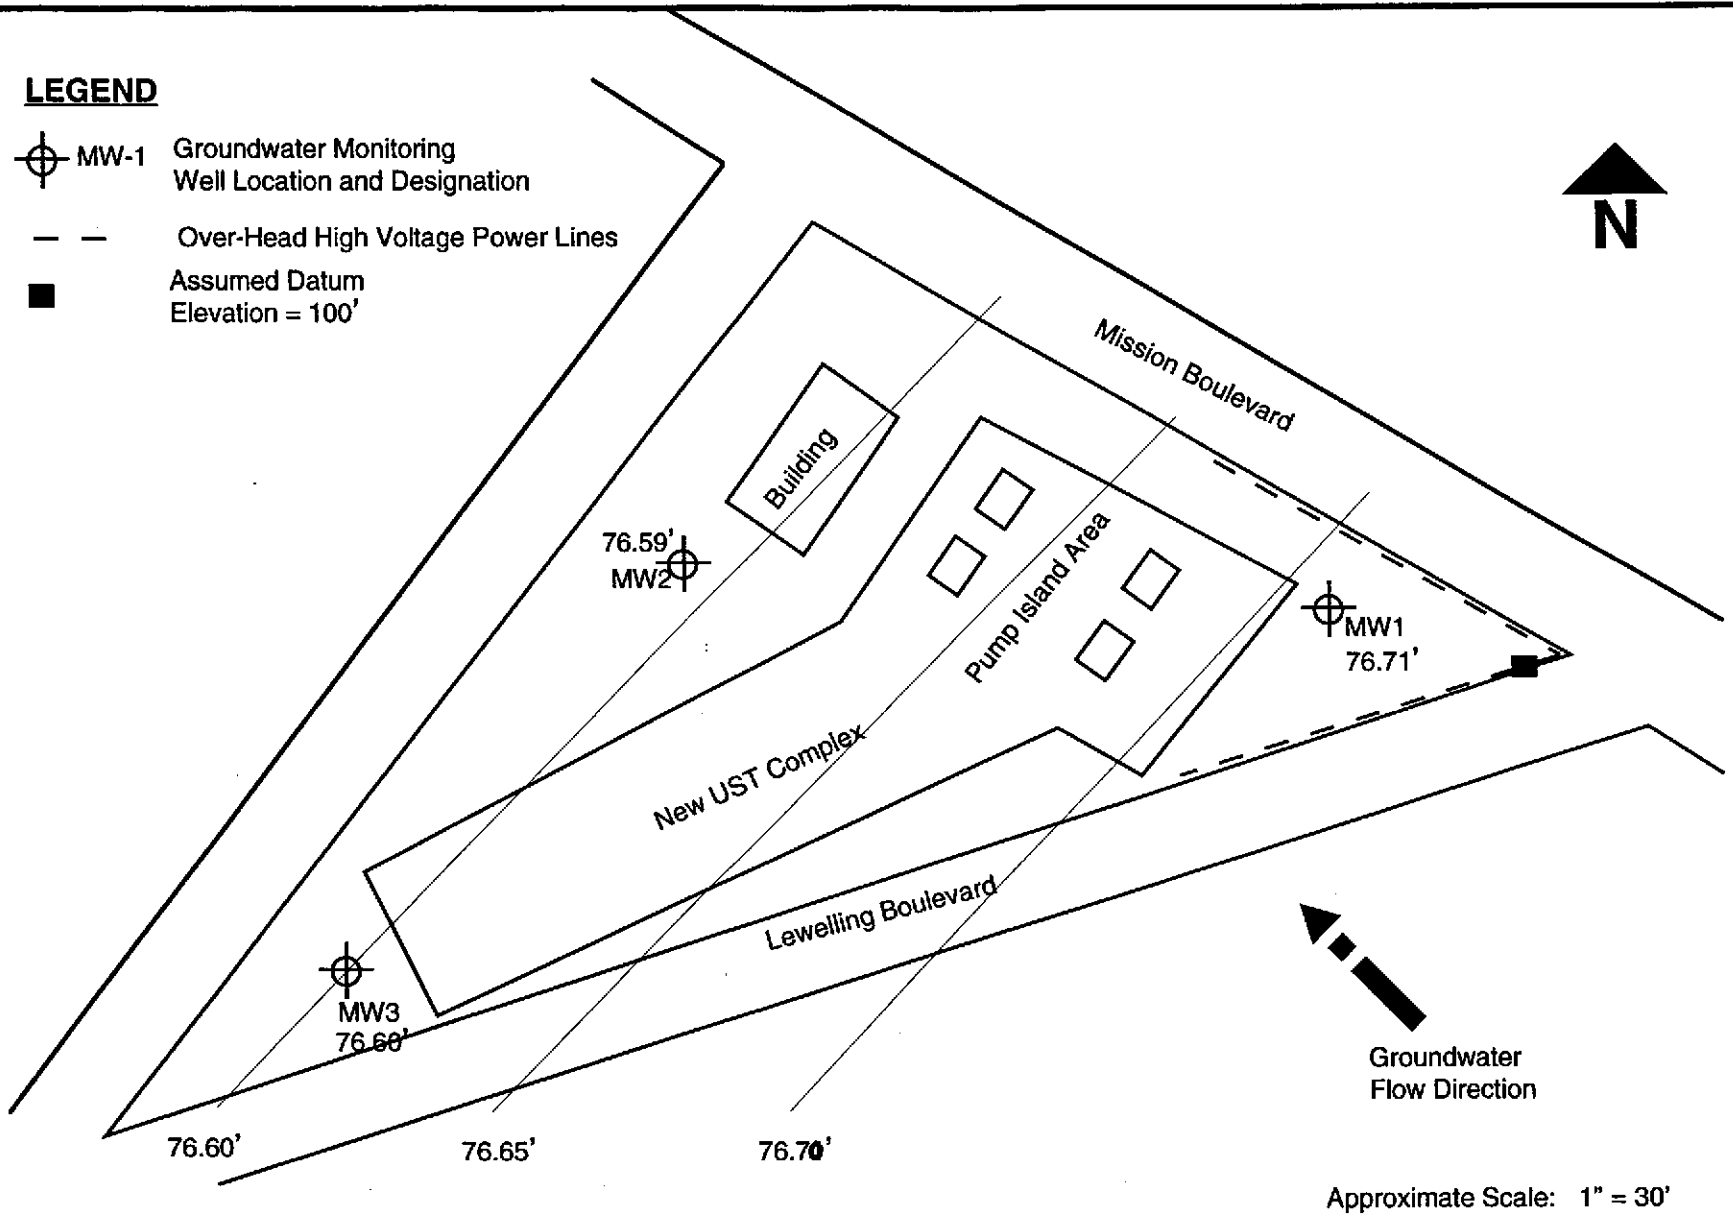 LEGEND
MW-1 Groundwater Monitoring
Well Location and Designation
Over-Head High Voltage Power Lines
Assumed Datum
Elevation = 100'
N
Mission Boulevard
Building
76.59'
MW2
Pump Island Area
MW1
76.71'
New UST Complex
Lewelling Boulevard
MW3
76.60'
Groundwater
Flow Direction
76.60' 76.65' 76.70'
Approximate Scale: 1" = 30'